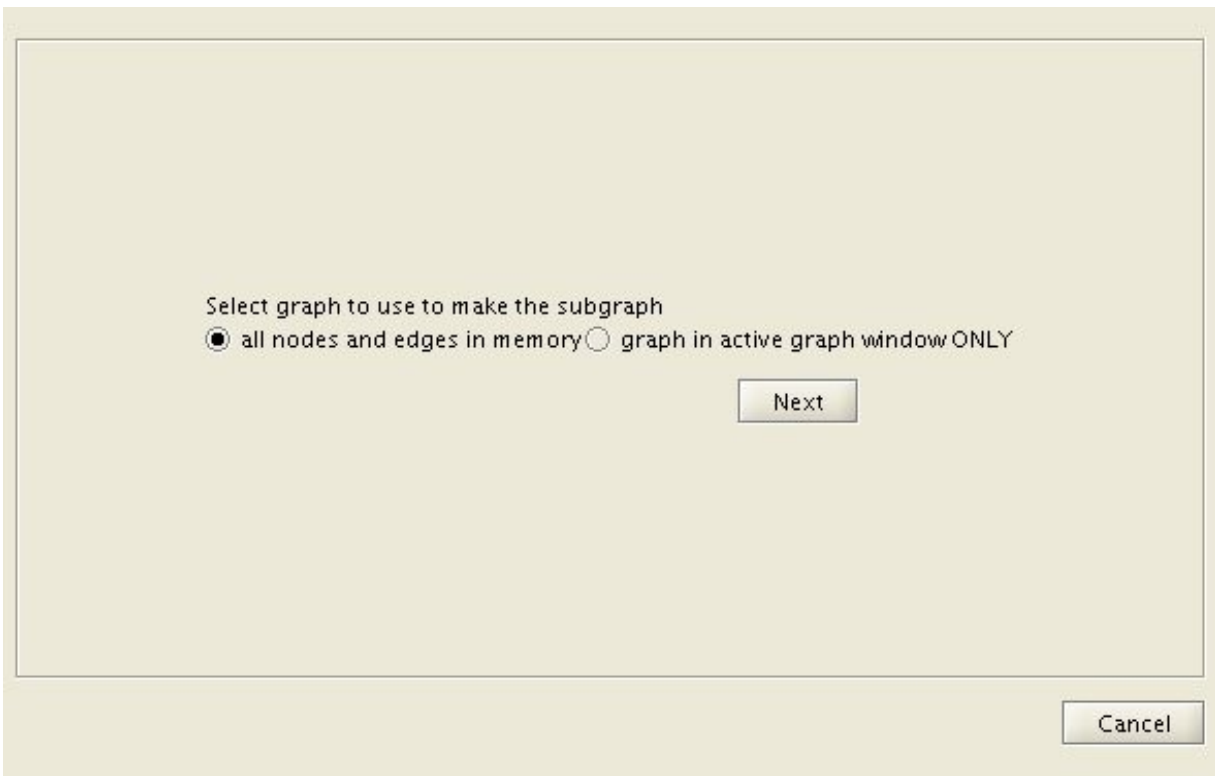 Select graph to use to make the subgraph
all nodes and edges in memory graph in active graph window ONLY
Next
Cancel